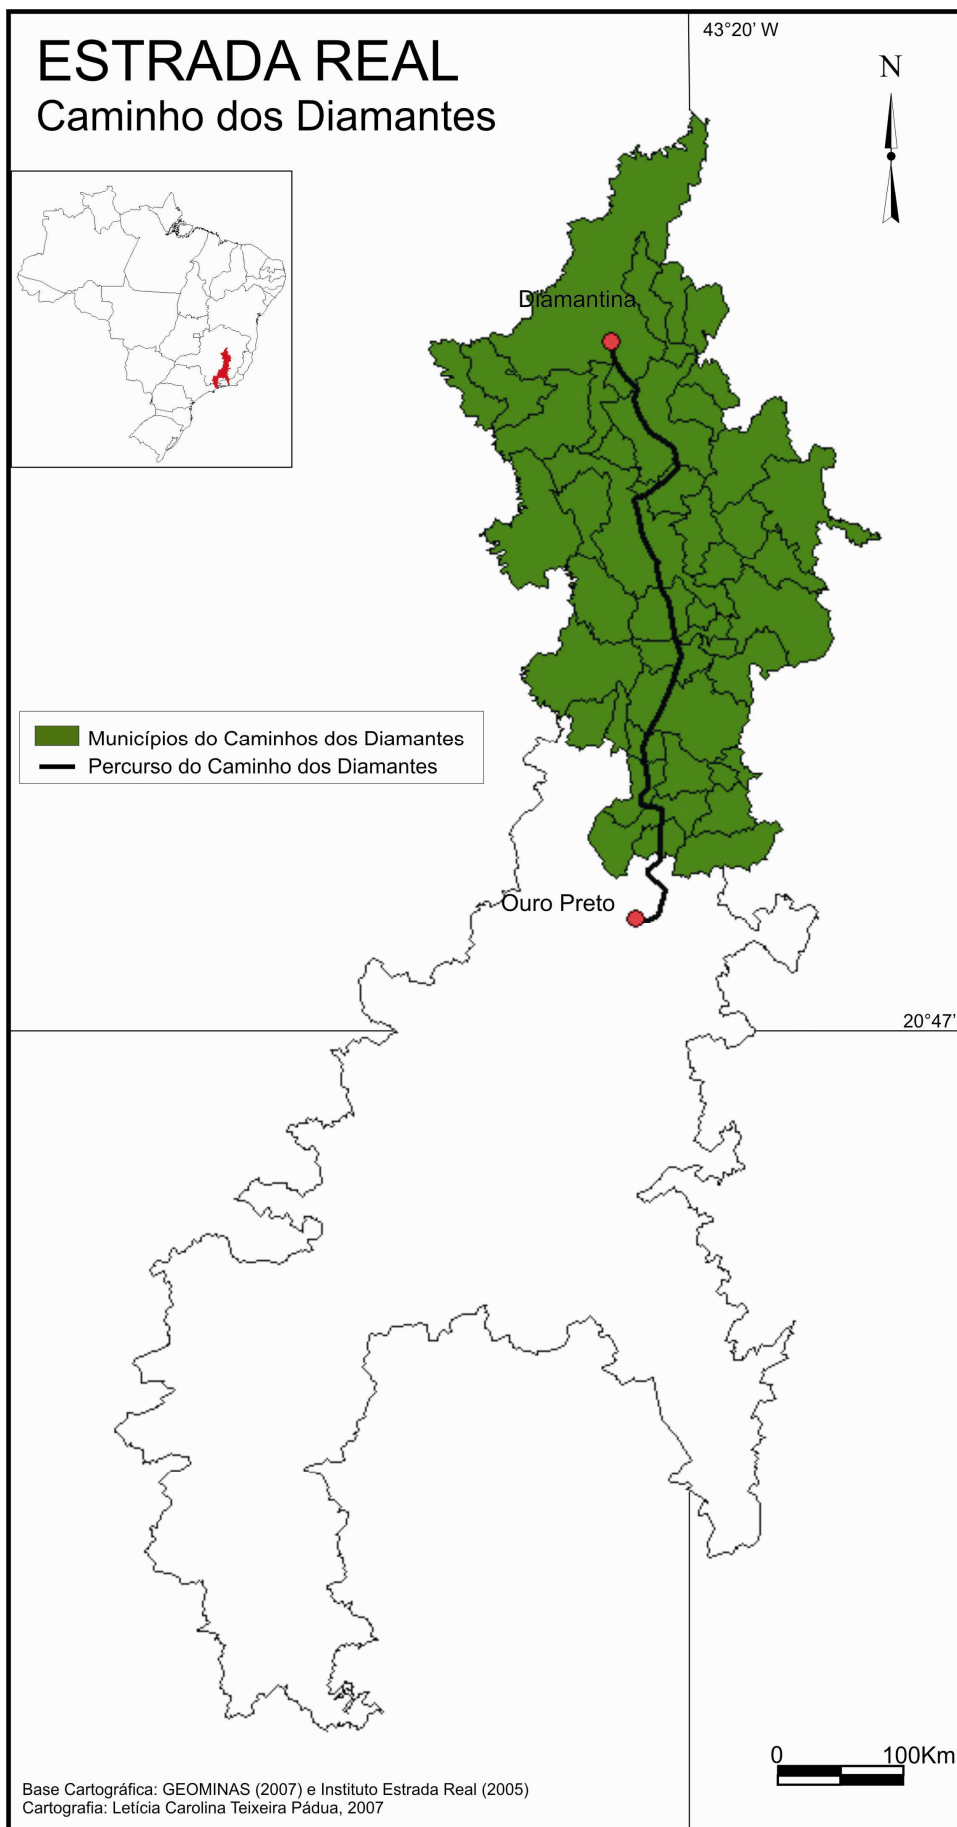 ESTRADA REAL
Caminho dos Diamantes
43°20' W
N
Diamantina
Municípios do Caminhos dos Diamantes
Percurso do Caminho dos Diamantes
Ouro Preto
20°47'
0 100Km
Base Cartográfica: GEOMINAS (2007) e Instituto Estrada Real (2005)
Cartografia: Letícia Carolina Teixeira Pádua, 2007